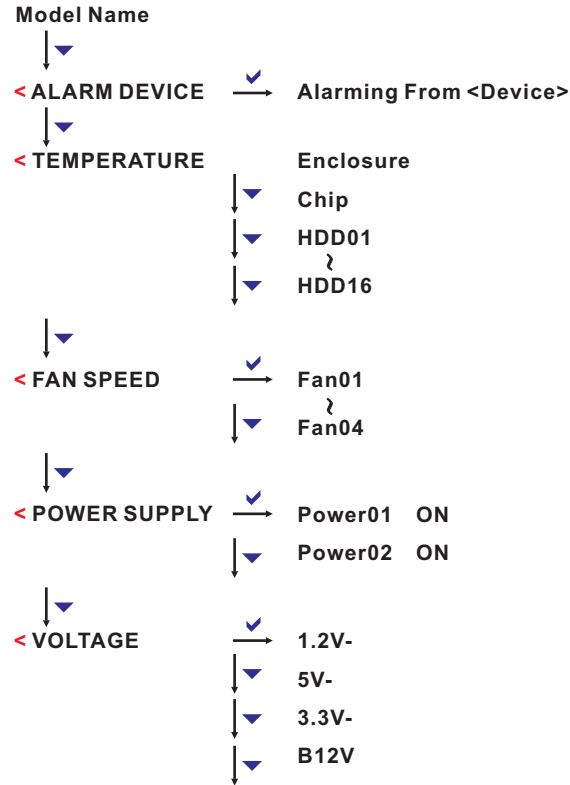 Model Name
< ALARM DEVICE Alarming From <Device>
< TEMPERATURE Enclosure
Chip
HDD01
~
HDD16
< FAN SPEED Fan01
~
Fan04
< POWER SUPPLY Power01 ON
Power02 ON
< VOLTAGE 1.2V-
5V-
3.3V-
B12V